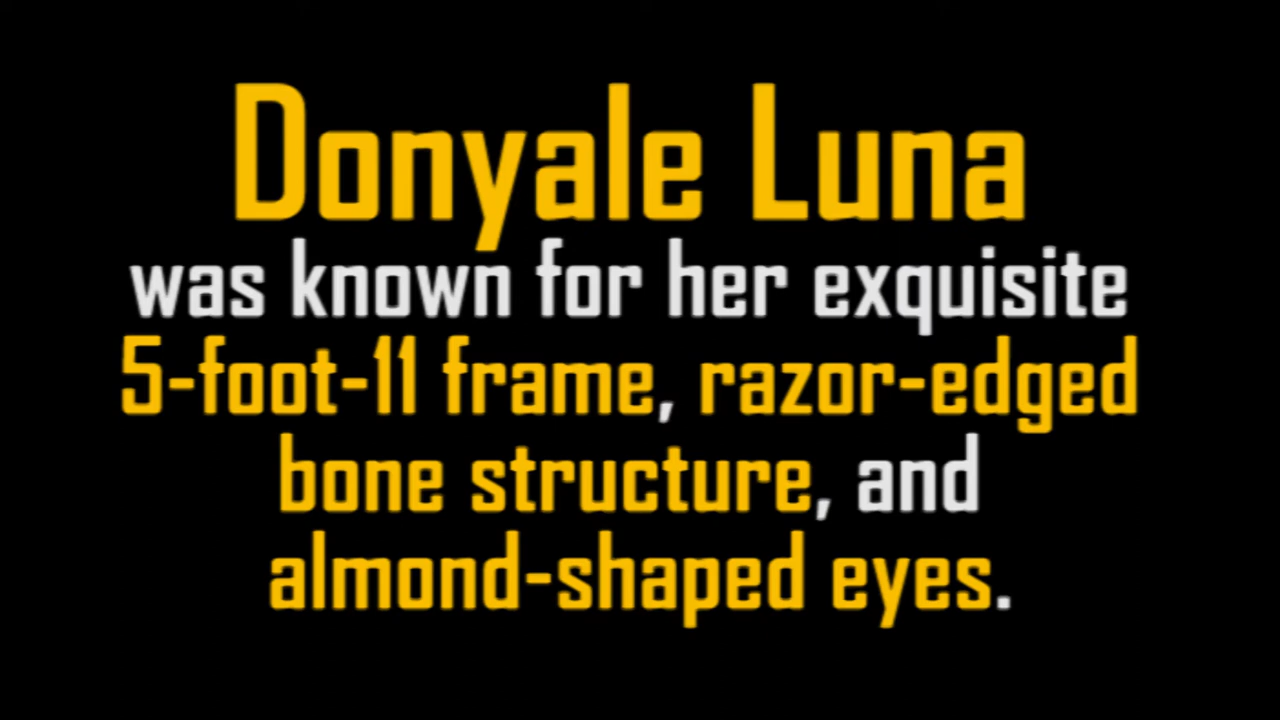 Donyale Luna
was known for her exquisite
5-foot-11 frame, razor-edged
bone structure, and
almond-shaped eyes.